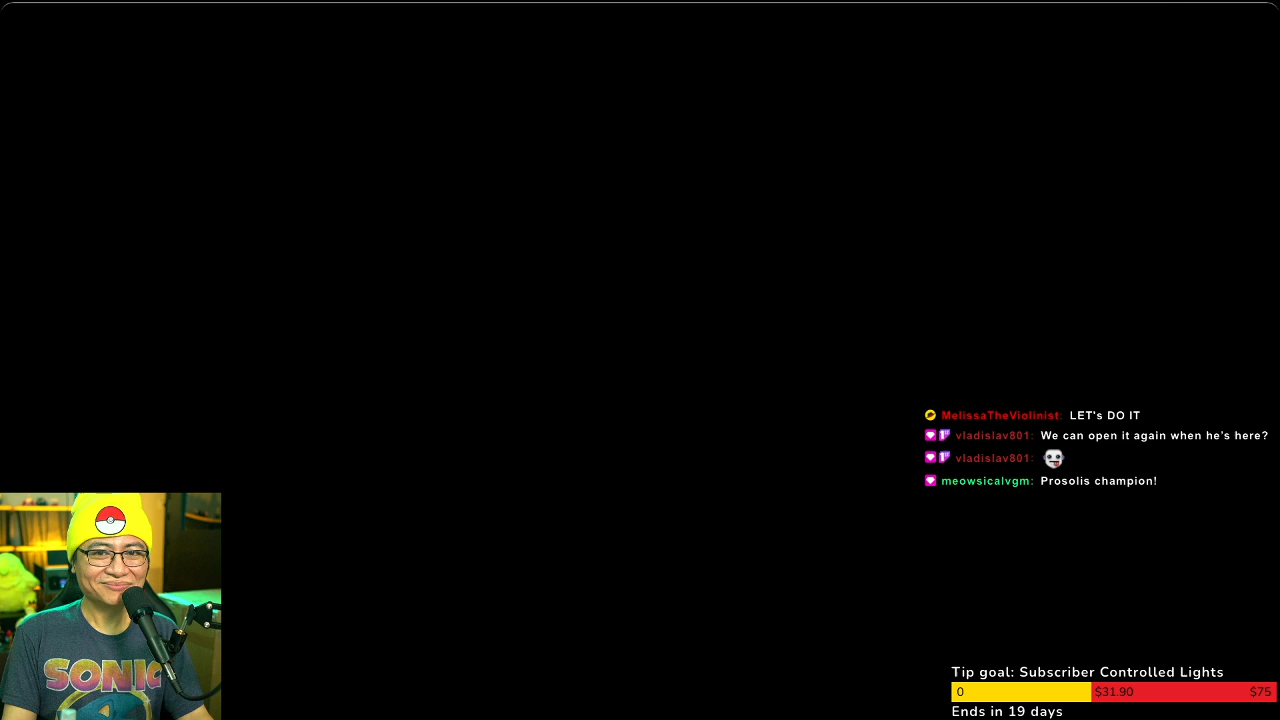 MelissaTheViolinist: LET's DO IT
vladislav801: We can open it again when he's here?
vladislav801:
meowsicalvgm: Prosolis champion!
SONIC
Tip goal: Subscriber Controlled Lights
0 $31.90 $75
Ends in 19 days